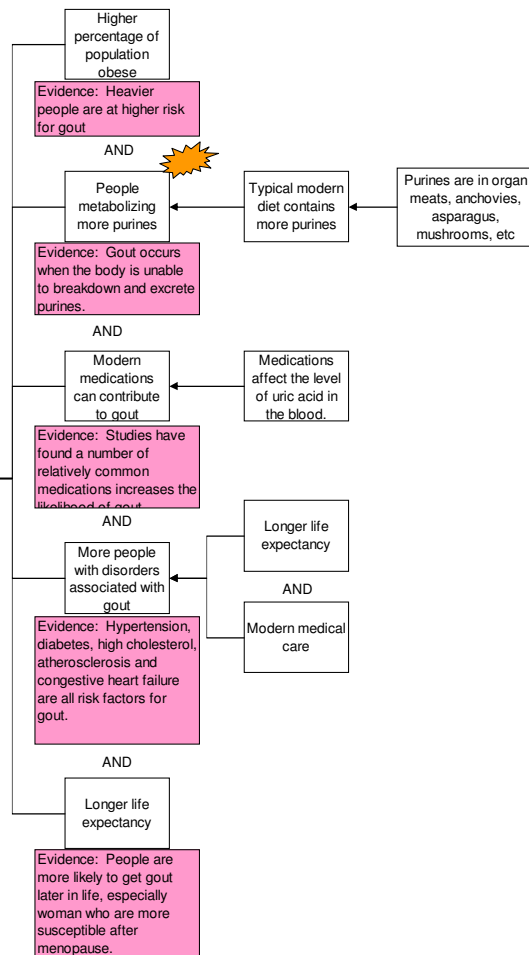 Higher
percentage of
population
obese
Evidence:  Heavier
people are at higher risk
for gout
AND
People
metabolizing
more purines
Typical modern
diet contains
more purines
Purines are in organ
meats, anchovies,
asparagus,
mushrooms, etc
Evidence:  Gout occurs
when the body is unable
to breakdown and excrete
purines.
AND
Modern
medications
can contribute
to gout
Medications
affect the level
of uric acid in
the blood.
Evidence:  Studies have
found a number of
relatively common
medications increases the
likelihood of gout
AND
More people
with disorders
associated with
gout
Longer life
expectancy
AND
Modern medical
care
Evidence:  Hypertension,
diabetes, high cholesterol,
atherosclerosis and
congestive heart failure
are all risk factors for
gout.
AND
Longer life
expectancy
Evidence:  People are
more likely to get gout
later in life, especially
woman who are more
susceptible after
menopause.